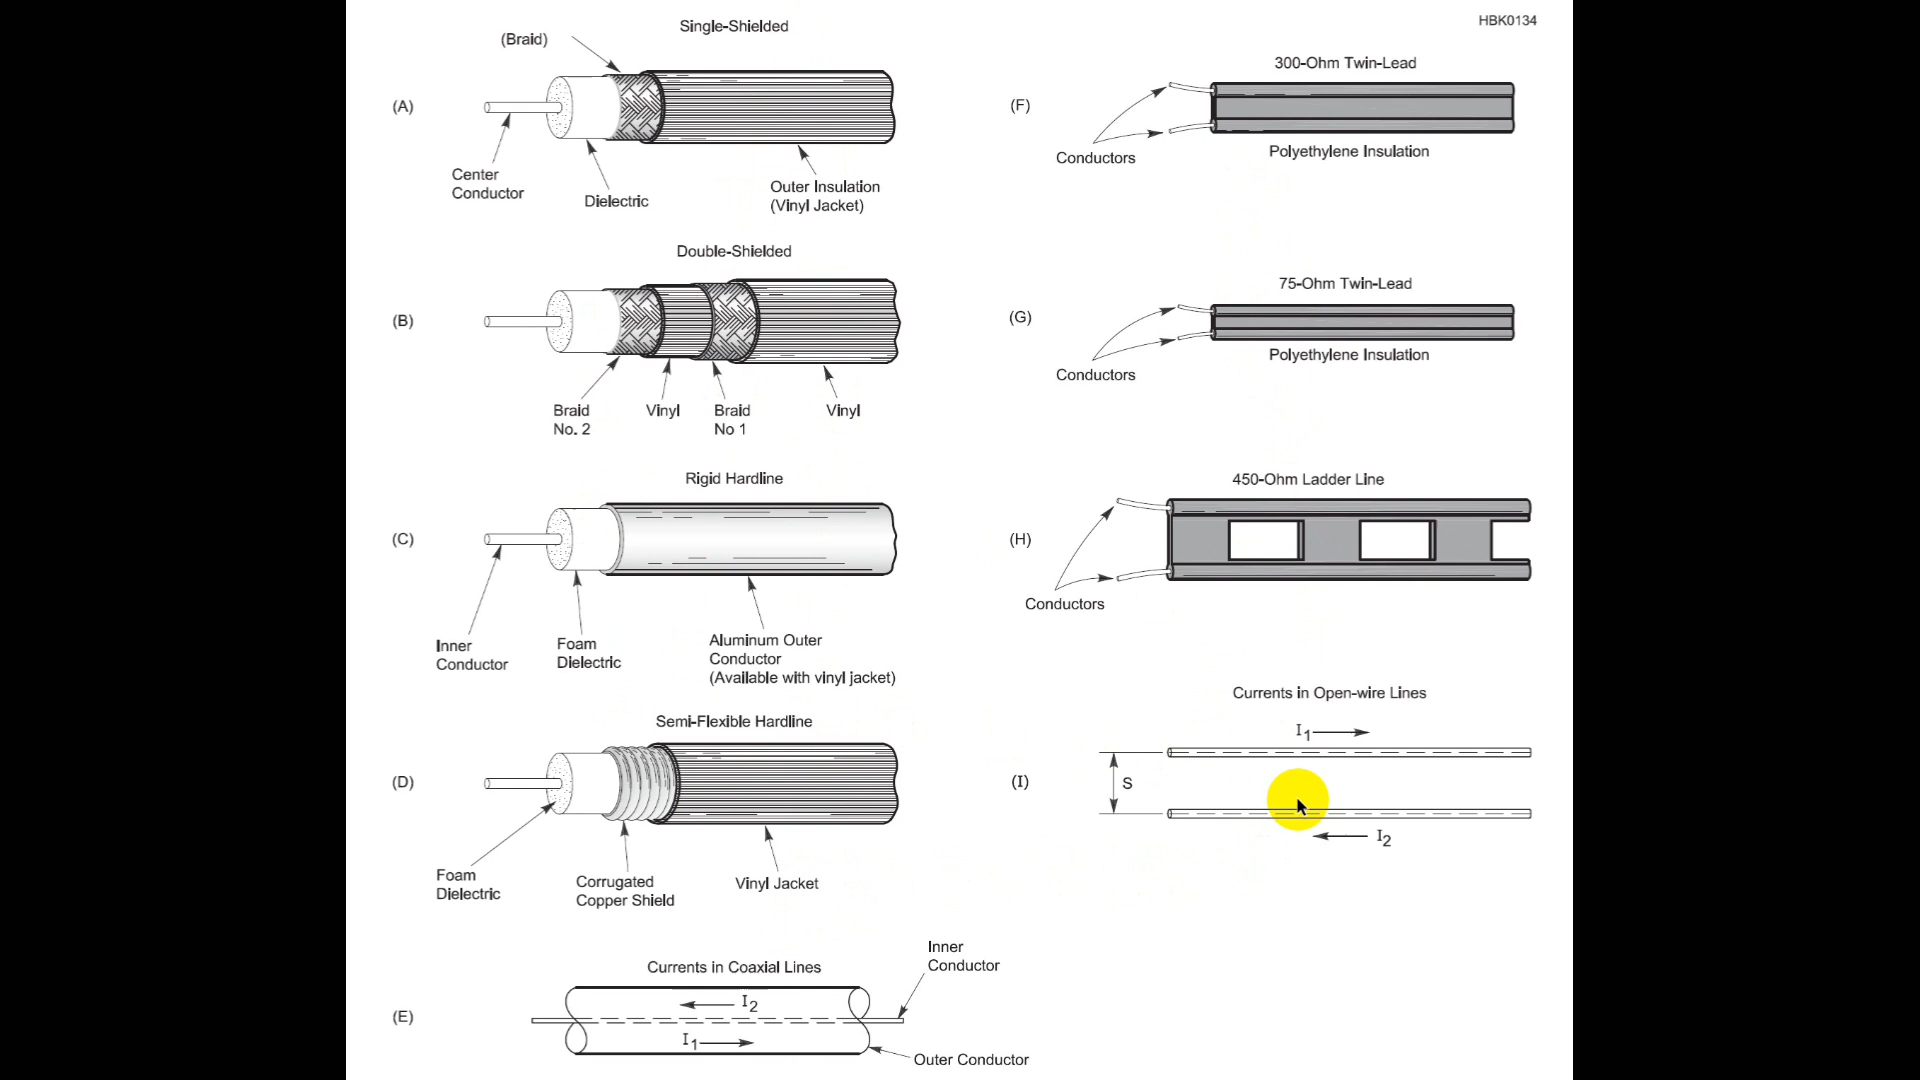 HBK0134
Single-Shielded
(Braid)
(A)
Center
Conductor
Dielectric
Outer Insulation
(Vinyl Jacket)
Double-Shielded
(B)
Braid
No. 2
Vinyl
Braid
No 1
Vinyl
Rigid Hardline
(C)
Inner
Conductor
Foam
Dielectric
Aluminum Outer
Conductor
(Available with vinyl jacket)
Semi-Flexible Hardline
(D)
Foam
Dielectric
Corrugated
Copper Shield
Vinyl Jacket
Currents in Coaxial Lines
Inner
Conductor
(E)
I2
I1
Outer Conductor
300-Ohm Twin-Lead
(F)
Conductors
Polyethylene Insulation
75-Ohm Twin-Lead
(G)
Polyethylene Insulation
Conductors
450-Ohm Ladder Line
(H)
Conductors
Currents in Open-wire Lines
I1
(I)
S
I2